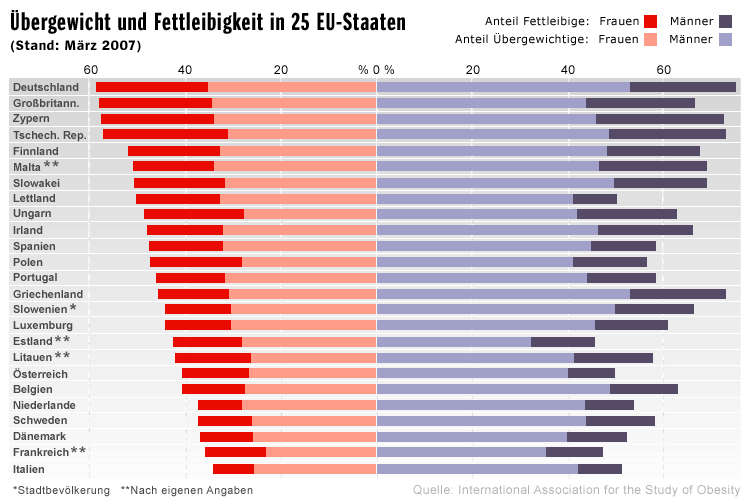 Übergewicht und Fettleibigkeit in 25 EU-Staaten
(Stand: März 2007)
Anteil Fettleibige: Frauen Männer
Anteil Übergewichtige: Frauen Männer
60 40 20 % 0 % 20 40 60
Deutschland
Großbritann.
Zypern
Tschech. Rep.
Finnland
Malta **
Slowakei
Lettland
Ungarn
Irland
Spanien
Polen
Portugal
Griechenland
Slowenien *
Luxemburg
Estland **
Litauen **
Österreich
Belgien
Niederlande
Schweden
Dänemark
Frankreich**
Italien
*Stadtbevölkerung **Nach eigenen Angaben
Quelle: International Association for the Study of Obesity